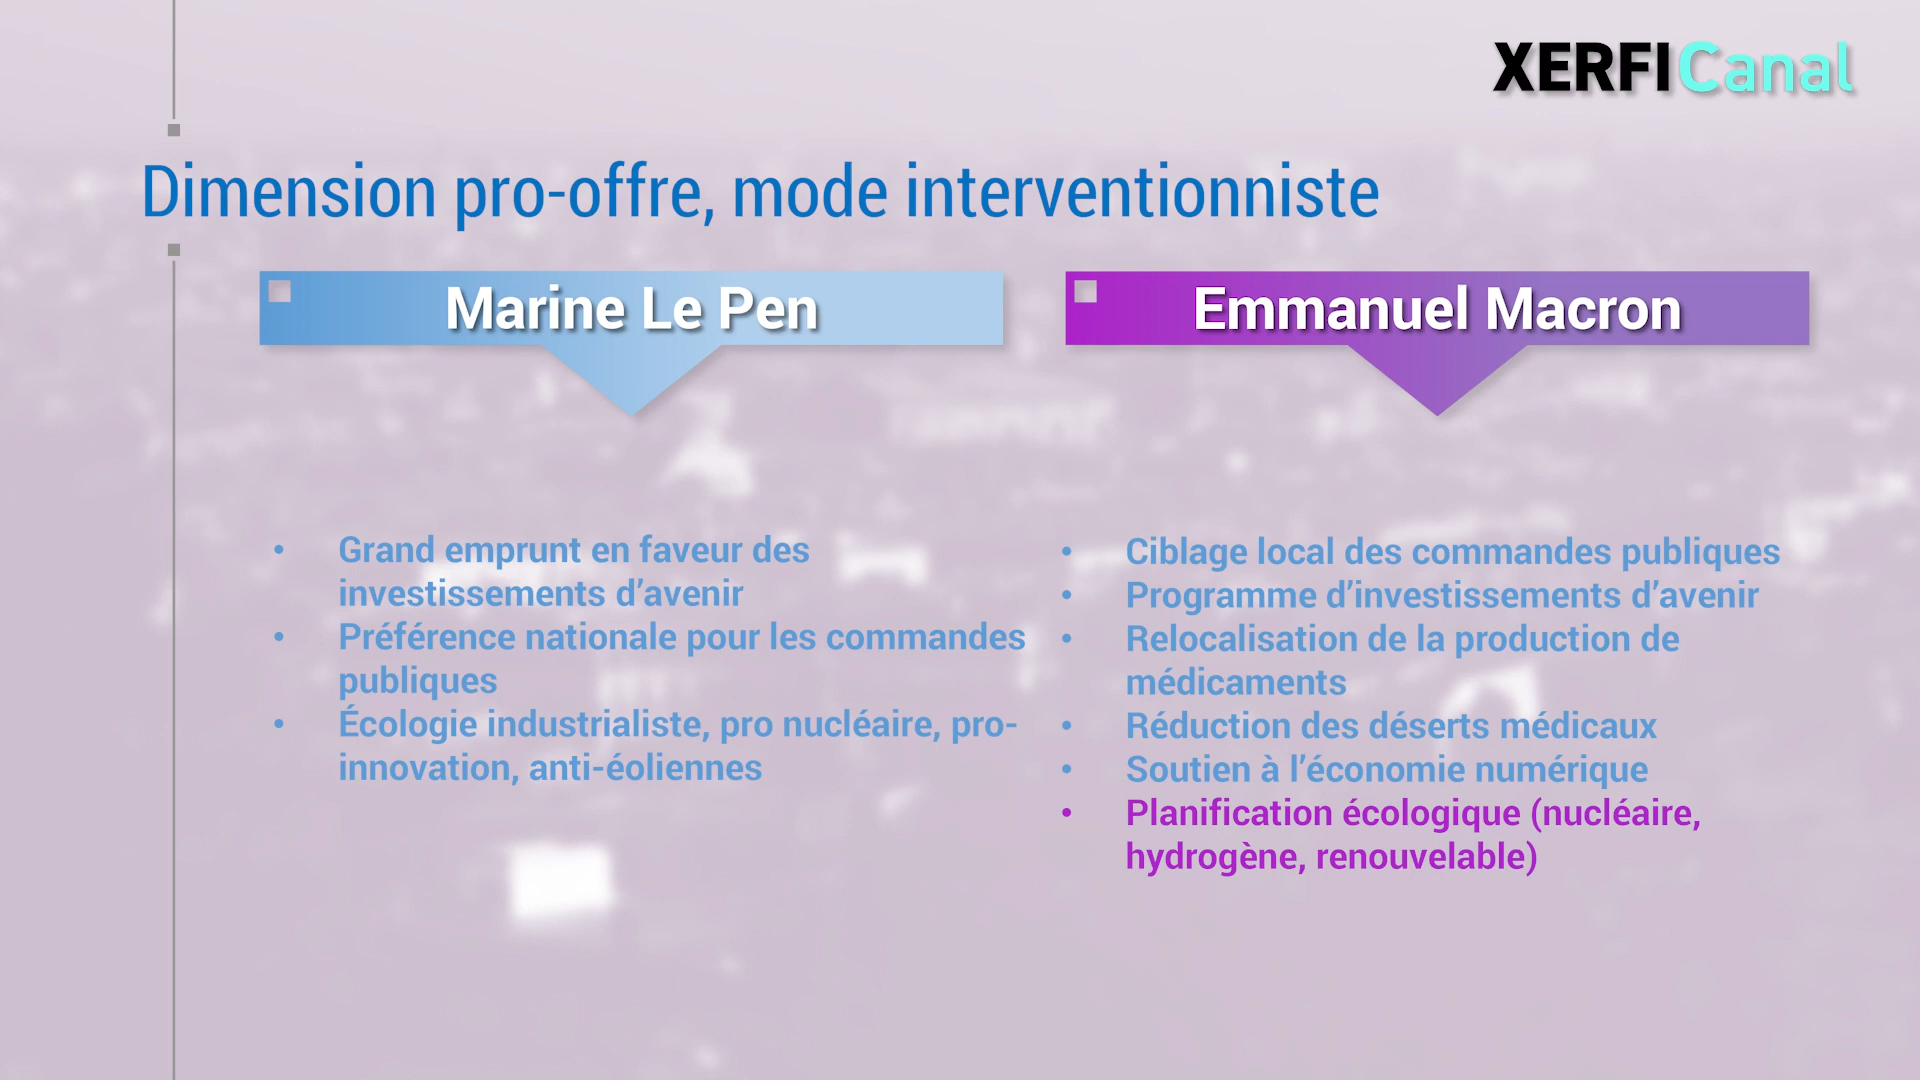 XERFI Canal
Dimension pro-offre, mode interventionniste
Marine Le Pen
• Grand emprunt en faveur des
investissements d’avenir
• Préférence nationale pour les commandes
publiques
• Écologie industrialiste, pro nucléaire, pro-
innovation, anti-éoliennes
Emmanuel Macron
• Ciblage local des commandes publiques
• Programme d’investissements d’avenir
• Relocalisation de la production de
médicaments
• Réduction des déserts médicaux
• Soutien à l’économie numérique
• Planification écologique (nucléaire,
hydrogène, renouvelable)